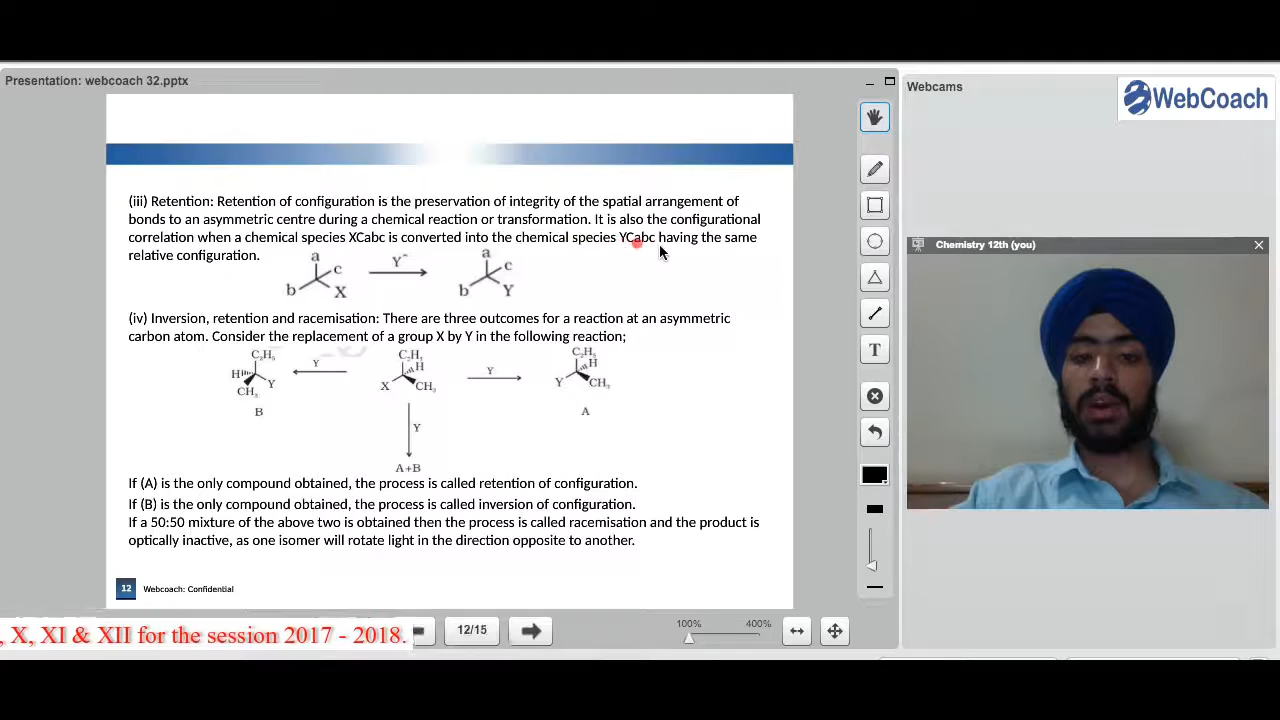 Presentation: webcoach 32.pptx
Webcams
WebCoach
(iii) Retention: Retention of configuration is the preservation of integrity of the spatial arrangement of
bonds to an asymmetric centre during a chemical reaction or transformation. It is also the configurational
correlation when a chemical species XCabc is converted into the chemical species YCabc having the same
relative configuration.
a
c
b
X
Y⁻
a
c
b
Y
Chemistry 12th (you)
(iv) Inversion, retention and racemisation: There are three outcomes for a reaction at an asymmetric
carbon atom. Consider the replacement of a group X by Y in the following reaction;
C₂H₅
H
Y
CH₃
B
Y
C₂H₅
H
X
CH₃
Y
C₂H₅
H
Y
CH₃
A
Y
A+B
If (A) is the only compound obtained, the process is called retention of configuration.
If (B) is the only compound obtained, the process is called inversion of configuration.
If a 50:50 mixture of the above two is obtained then the process is called racemisation and the product is
optically inactive, as one isomer will rotate light in the direction opposite to another.
12
Webcoach: Confidential
T
, X, XI & XII for the session 2017 - 2018.
12/15
100%
400%